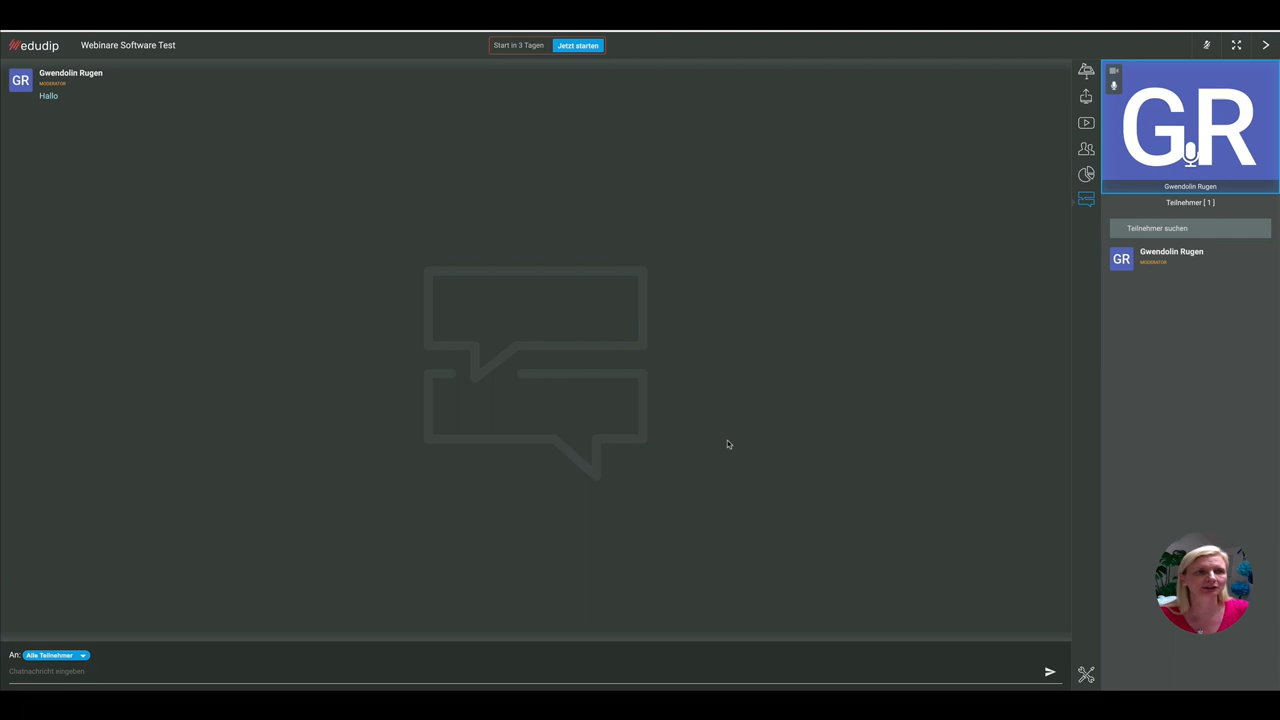 edudip
Webinare Software Test
Start in 3 Tagen
Jetzt starten
GR
Gwendolin Rugen
MODERATOR
Hallo
GR
Gwendolin Rugen
Teilnehmer [ 1 ]
Teilnehmer suchen
GR
Gwendolin Rugen
MODERATOR
An:
Alle Teilnehmer
Chatnachricht eingeben